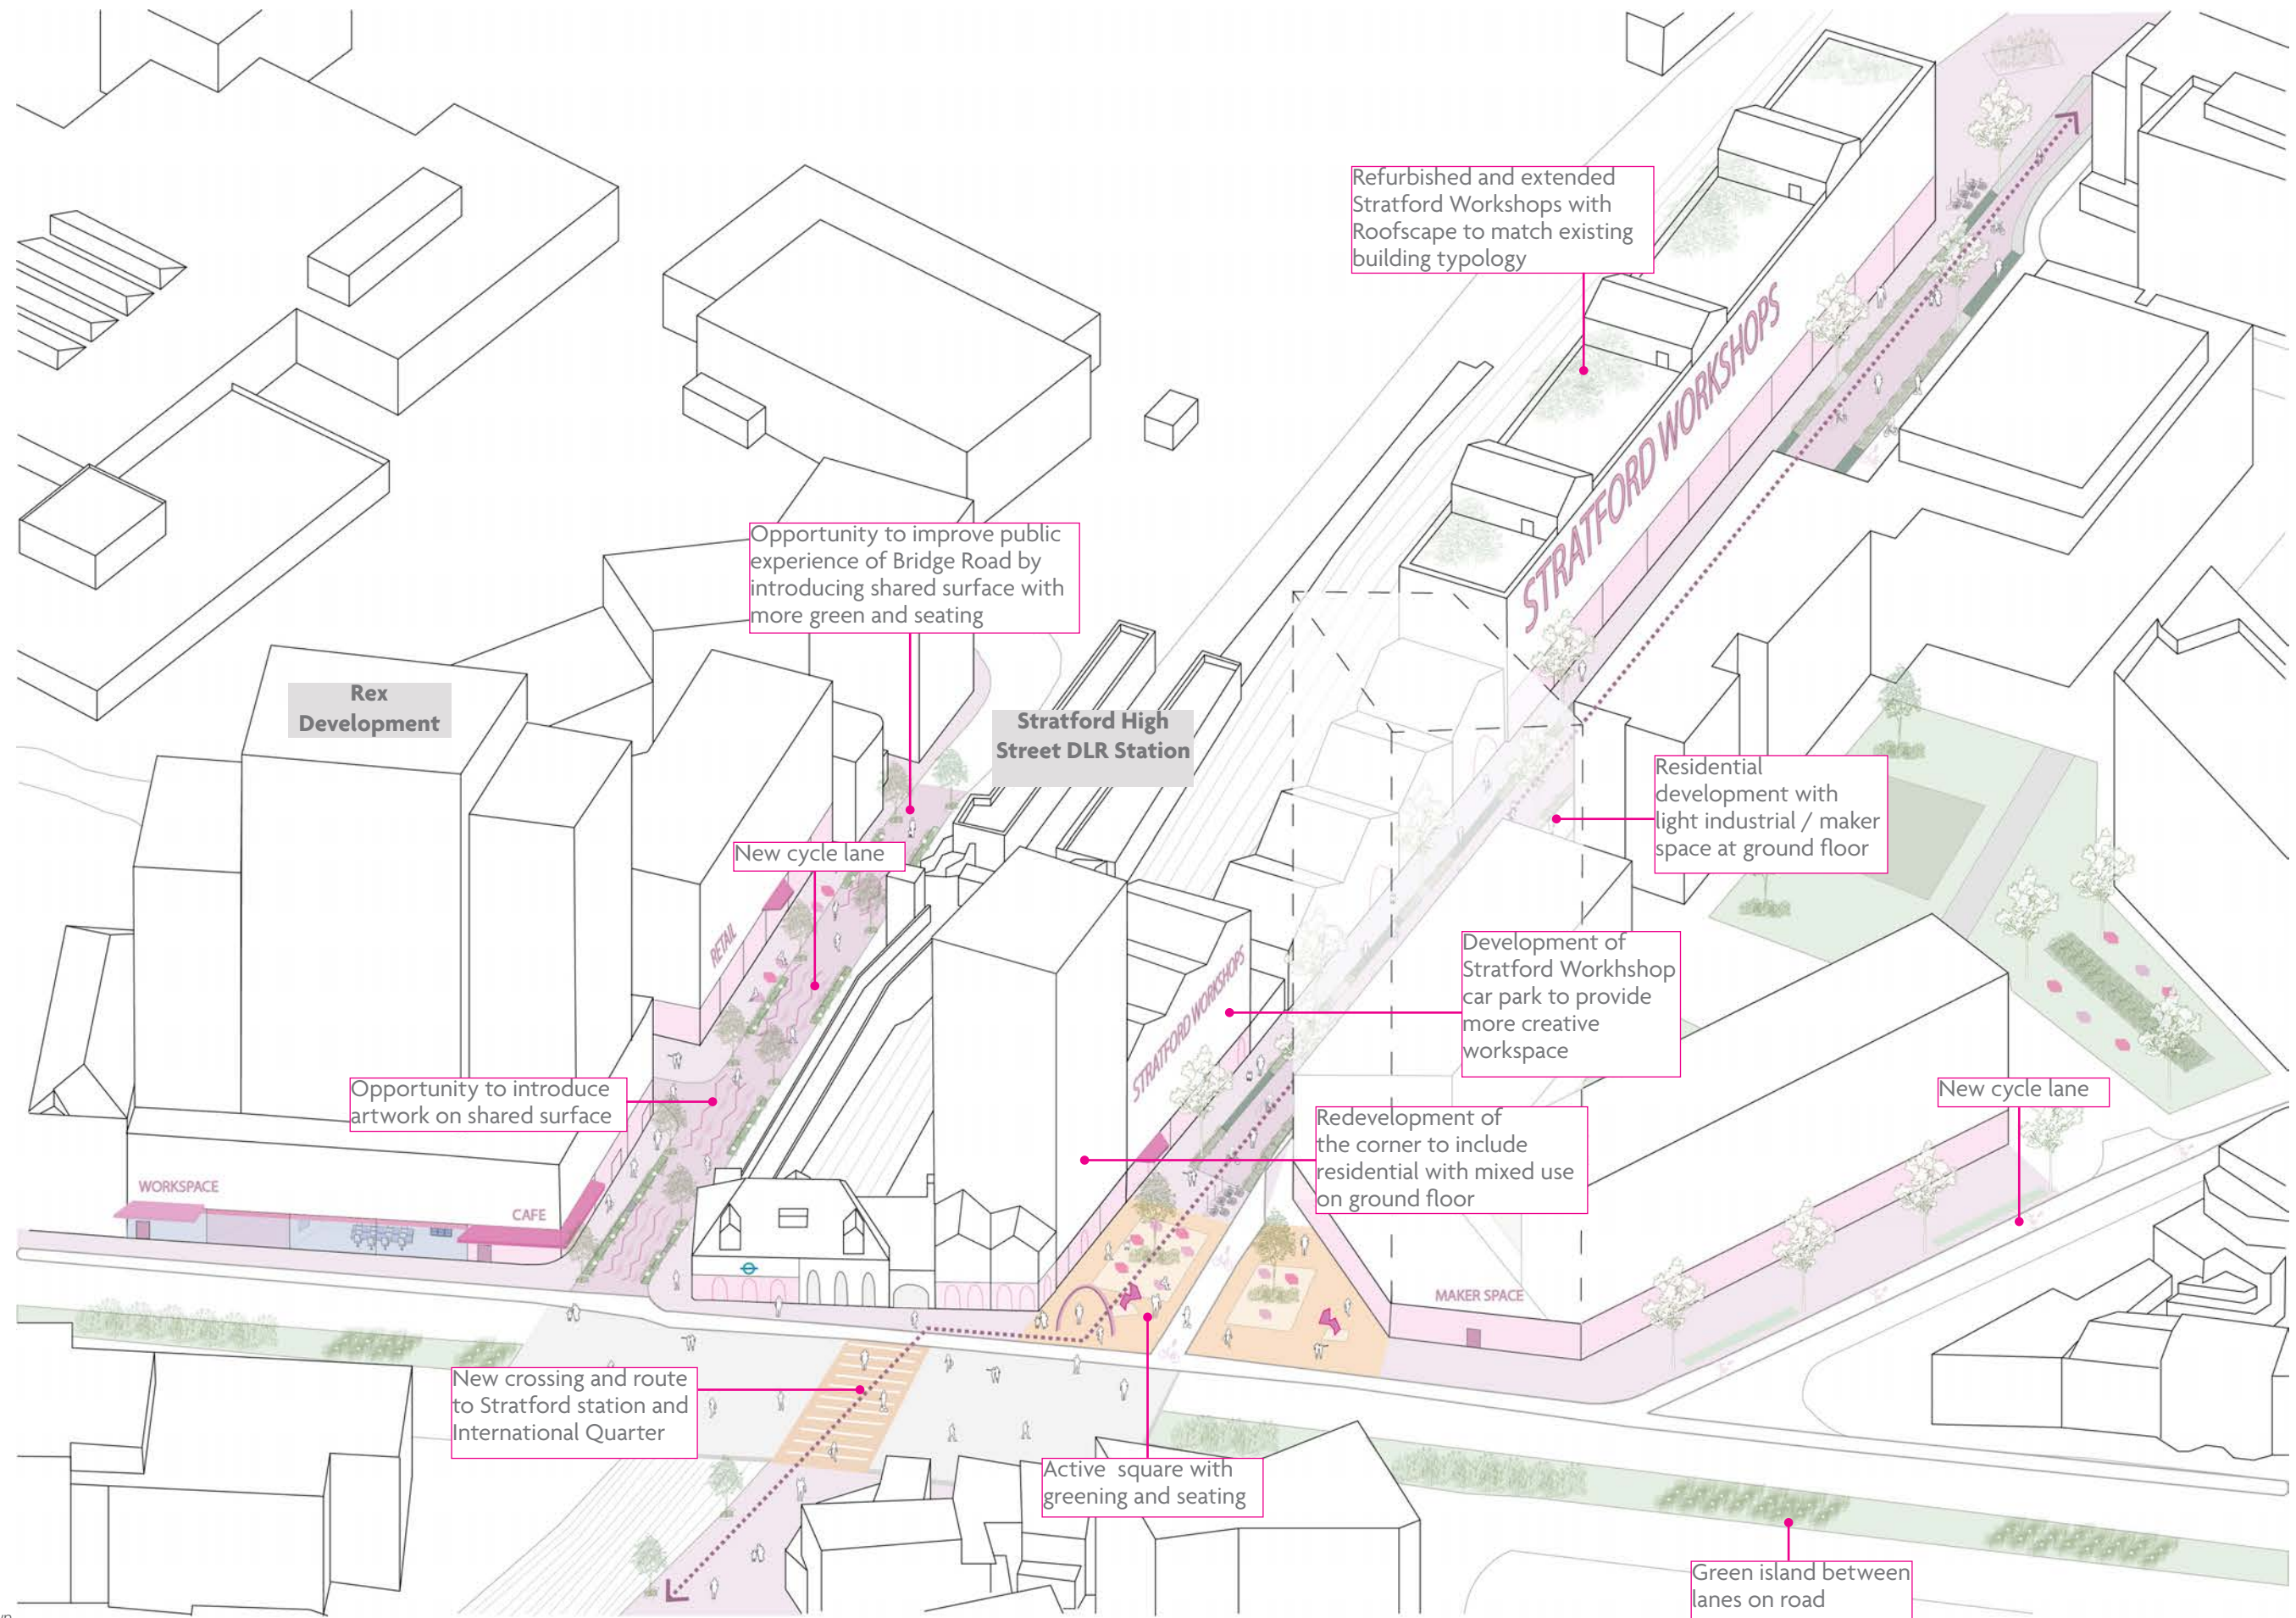 Refurbished and extended
Stratford Workshops with
Roofscape to match existing
building typology
STRATFORD WORKSHOPS
Opportunity to improve public
experience of Bridge Road by
introducing shared surface with
more green and seating
Rex
Development
Stratford High
Street DLR Station
Residential
development with
light industrial / maker
space at ground floor
New cycle lane
RETAIL
Development of
Stratford Workhshop
car park to provide
more creative
workspace
STRATFORD WORKSHOPS
Opportunity to introduce
artwork on shared surface
New cycle lane
Redevelopment of
the corner to include
residential with mixed use
on ground floor
WORKSPACE
CAFE
MAKER SPACE
New crossing and route
to Stratford station and
International Quarter
Active square with
greening and seating
Green island between
lanes on road